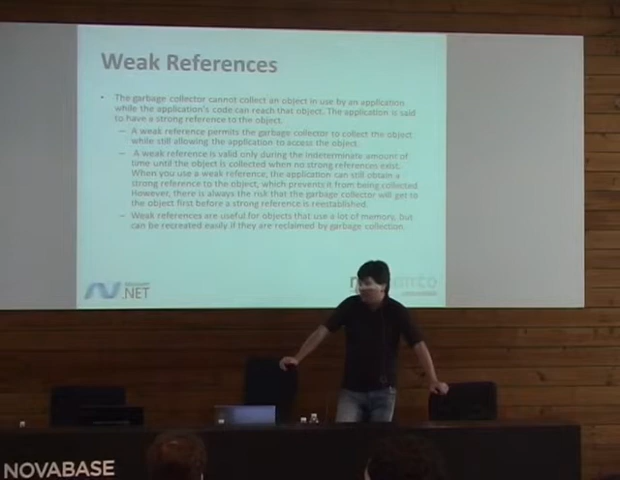 Weak References
• The garbage collector cannot collect an object in use by an application
while the application's code can reach that object. The application is said
to have a strong reference to the object.
– A weak reference permits the garbage collector to collect the object
while still allowing the application to access the object.
– A weak reference is valid only during the indeterminate amount of
time until the object is collected when no strong references exist.
When you use a weak reference, the application can still obtain a
strong reference to the object, which prevents it from being collected.
However, there is always the risk that the garbage collector will get to
the object first before a strong reference is reestablished.
– Weak references are useful for objects that use a lot of memory, but
can be recreated easily if they are reclaimed by garbage collection.
.NET
NOVABASE